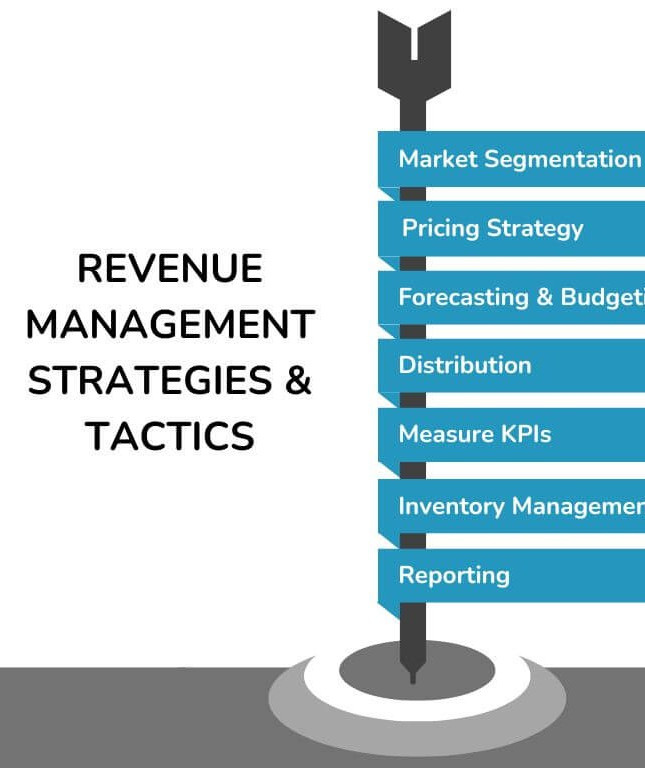 REVENUE
MANAGEMENT
STRATEGIES &
TACTICS
Market Segmentation
Pricing Strategy
Forecasting & Budgeti
Distribution
Measure KPIs
Inventory Managemen
Reporting